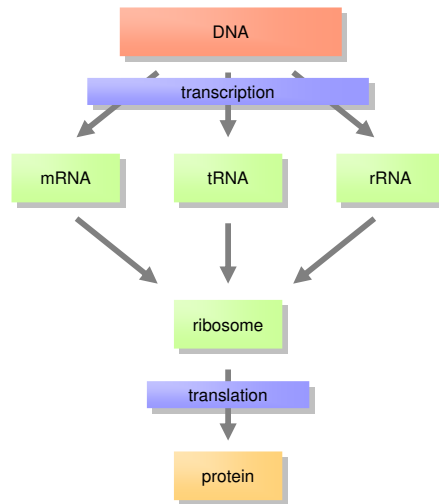 DNA
transcription
mRNA
tRNA
rRNA
ribosome
translation
protein